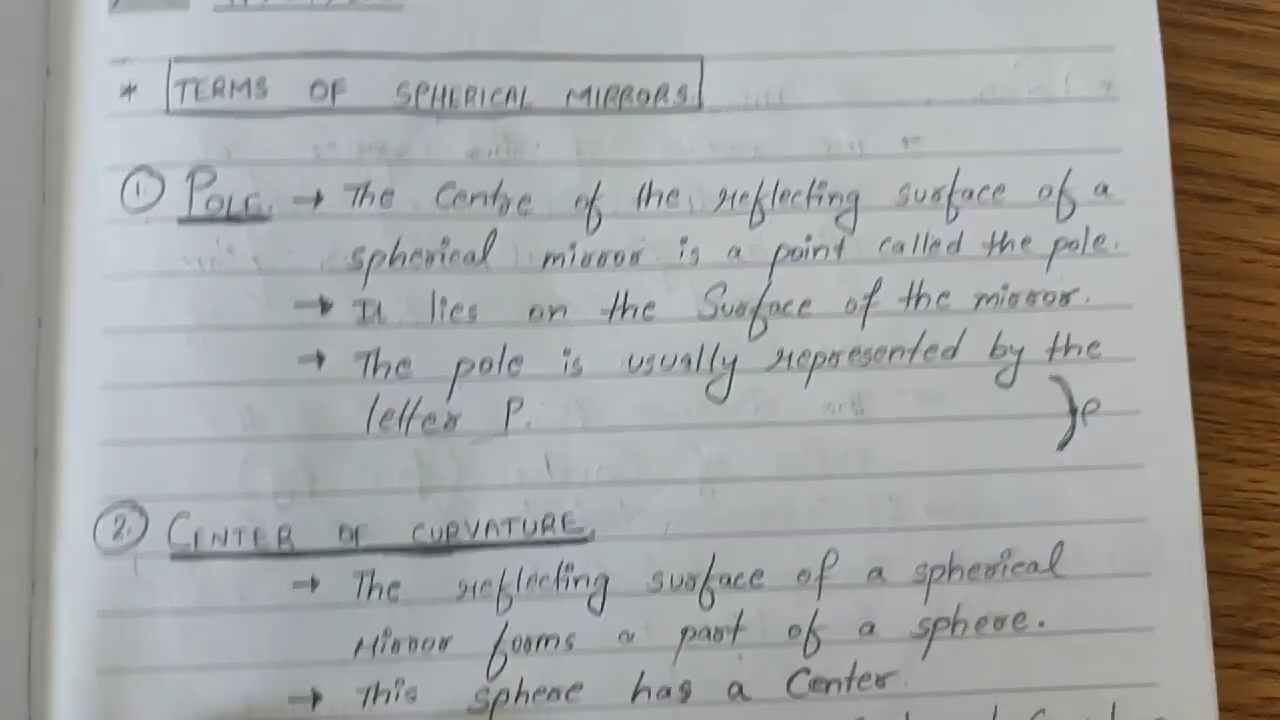 * TERMS OF SPHERICAL MIRRORS.
1. POLE. → The Centre of the reflecting surface of a
spherical mirror is a point called the pole.
→ It lies on the Surface of the mirror.
→ The pole is usually represented by the
letter P.
P
2. CENTER OF CURVATURE.
→ The reflecting surface of a spherical
Mirror forms a part of a sphere.
→ This sphere has a Center.